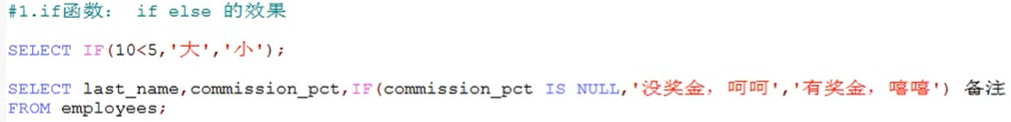 #1.if函数： if else 的效果
SELECT IF(10<5,'大','小');
SELECT last_name,commission_pct,IF(commission_pct IS NULL,'没奖金，呵呵','有奖金，嘻嘻') 备注
FROM employees;